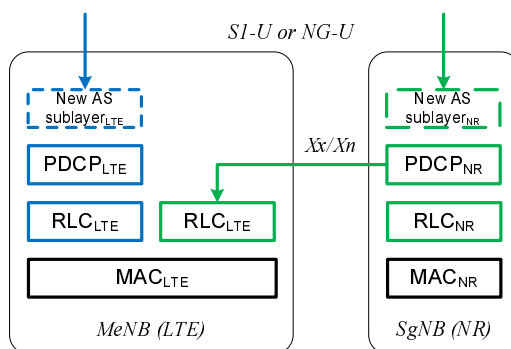 S1-U or NG-U
New AS
sublayerLTE
New AS
sublayerNR
Xx/Xn
PDCPLTE
PDCPNR
RLCLTE
RLCLTE
RLCNR
MACLTE
MACNR
MeNB (LTE)
SgNB (NR)